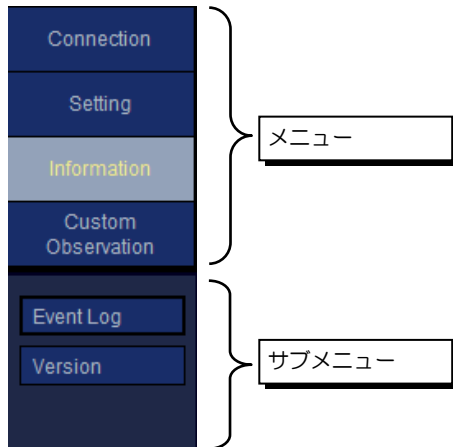 Connection
Setting
Information
Custom
Observation
メニュー
Event Log
Version
サブメニュー